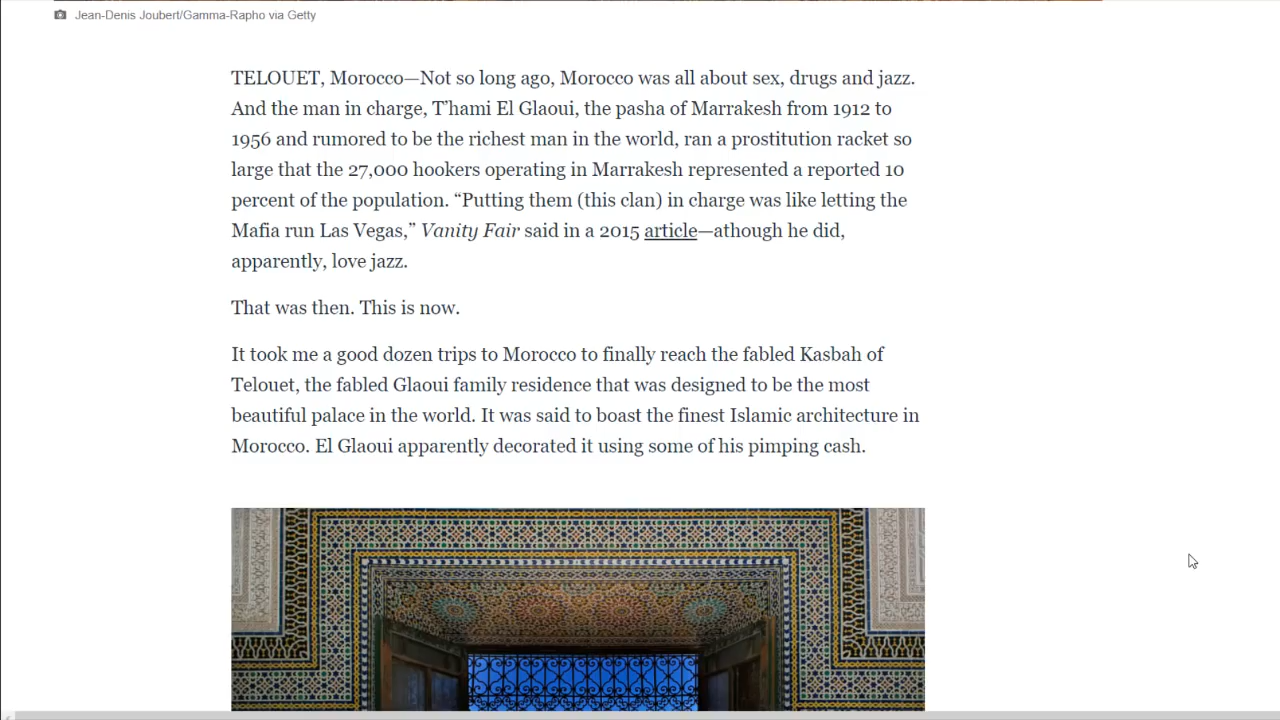 Jean-Denis Joubert/Gamma-Rapho via Getty
TELOUET, Morocco—Not so long ago, Morocco was all about sex, drugs and jazz.
And the man in charge, T’hami El Glaoui, the pasha of Marrakesh from 1912 to
1956 and rumored to be the richest man in the world, ran a prostitution racket so
large that the 27,000 hookers operating in Marrakesh represented a reported 10
percent of the population. “Putting them (this clan) in charge was like letting the
Mafia run Las Vegas,” Vanity Fair said in a 2015 article—athough he did,
apparently, love jazz.
That was then. This is now.
It took me a good dozen trips to Morocco to finally reach the fabled Kasbah of
Telouet, the fabled Glaoui family residence that was designed to be the most
beautiful palace in the world. It was said to boast the finest Islamic architecture in
Morocco. El Glaoui apparently decorated it using some of his pimping cash.